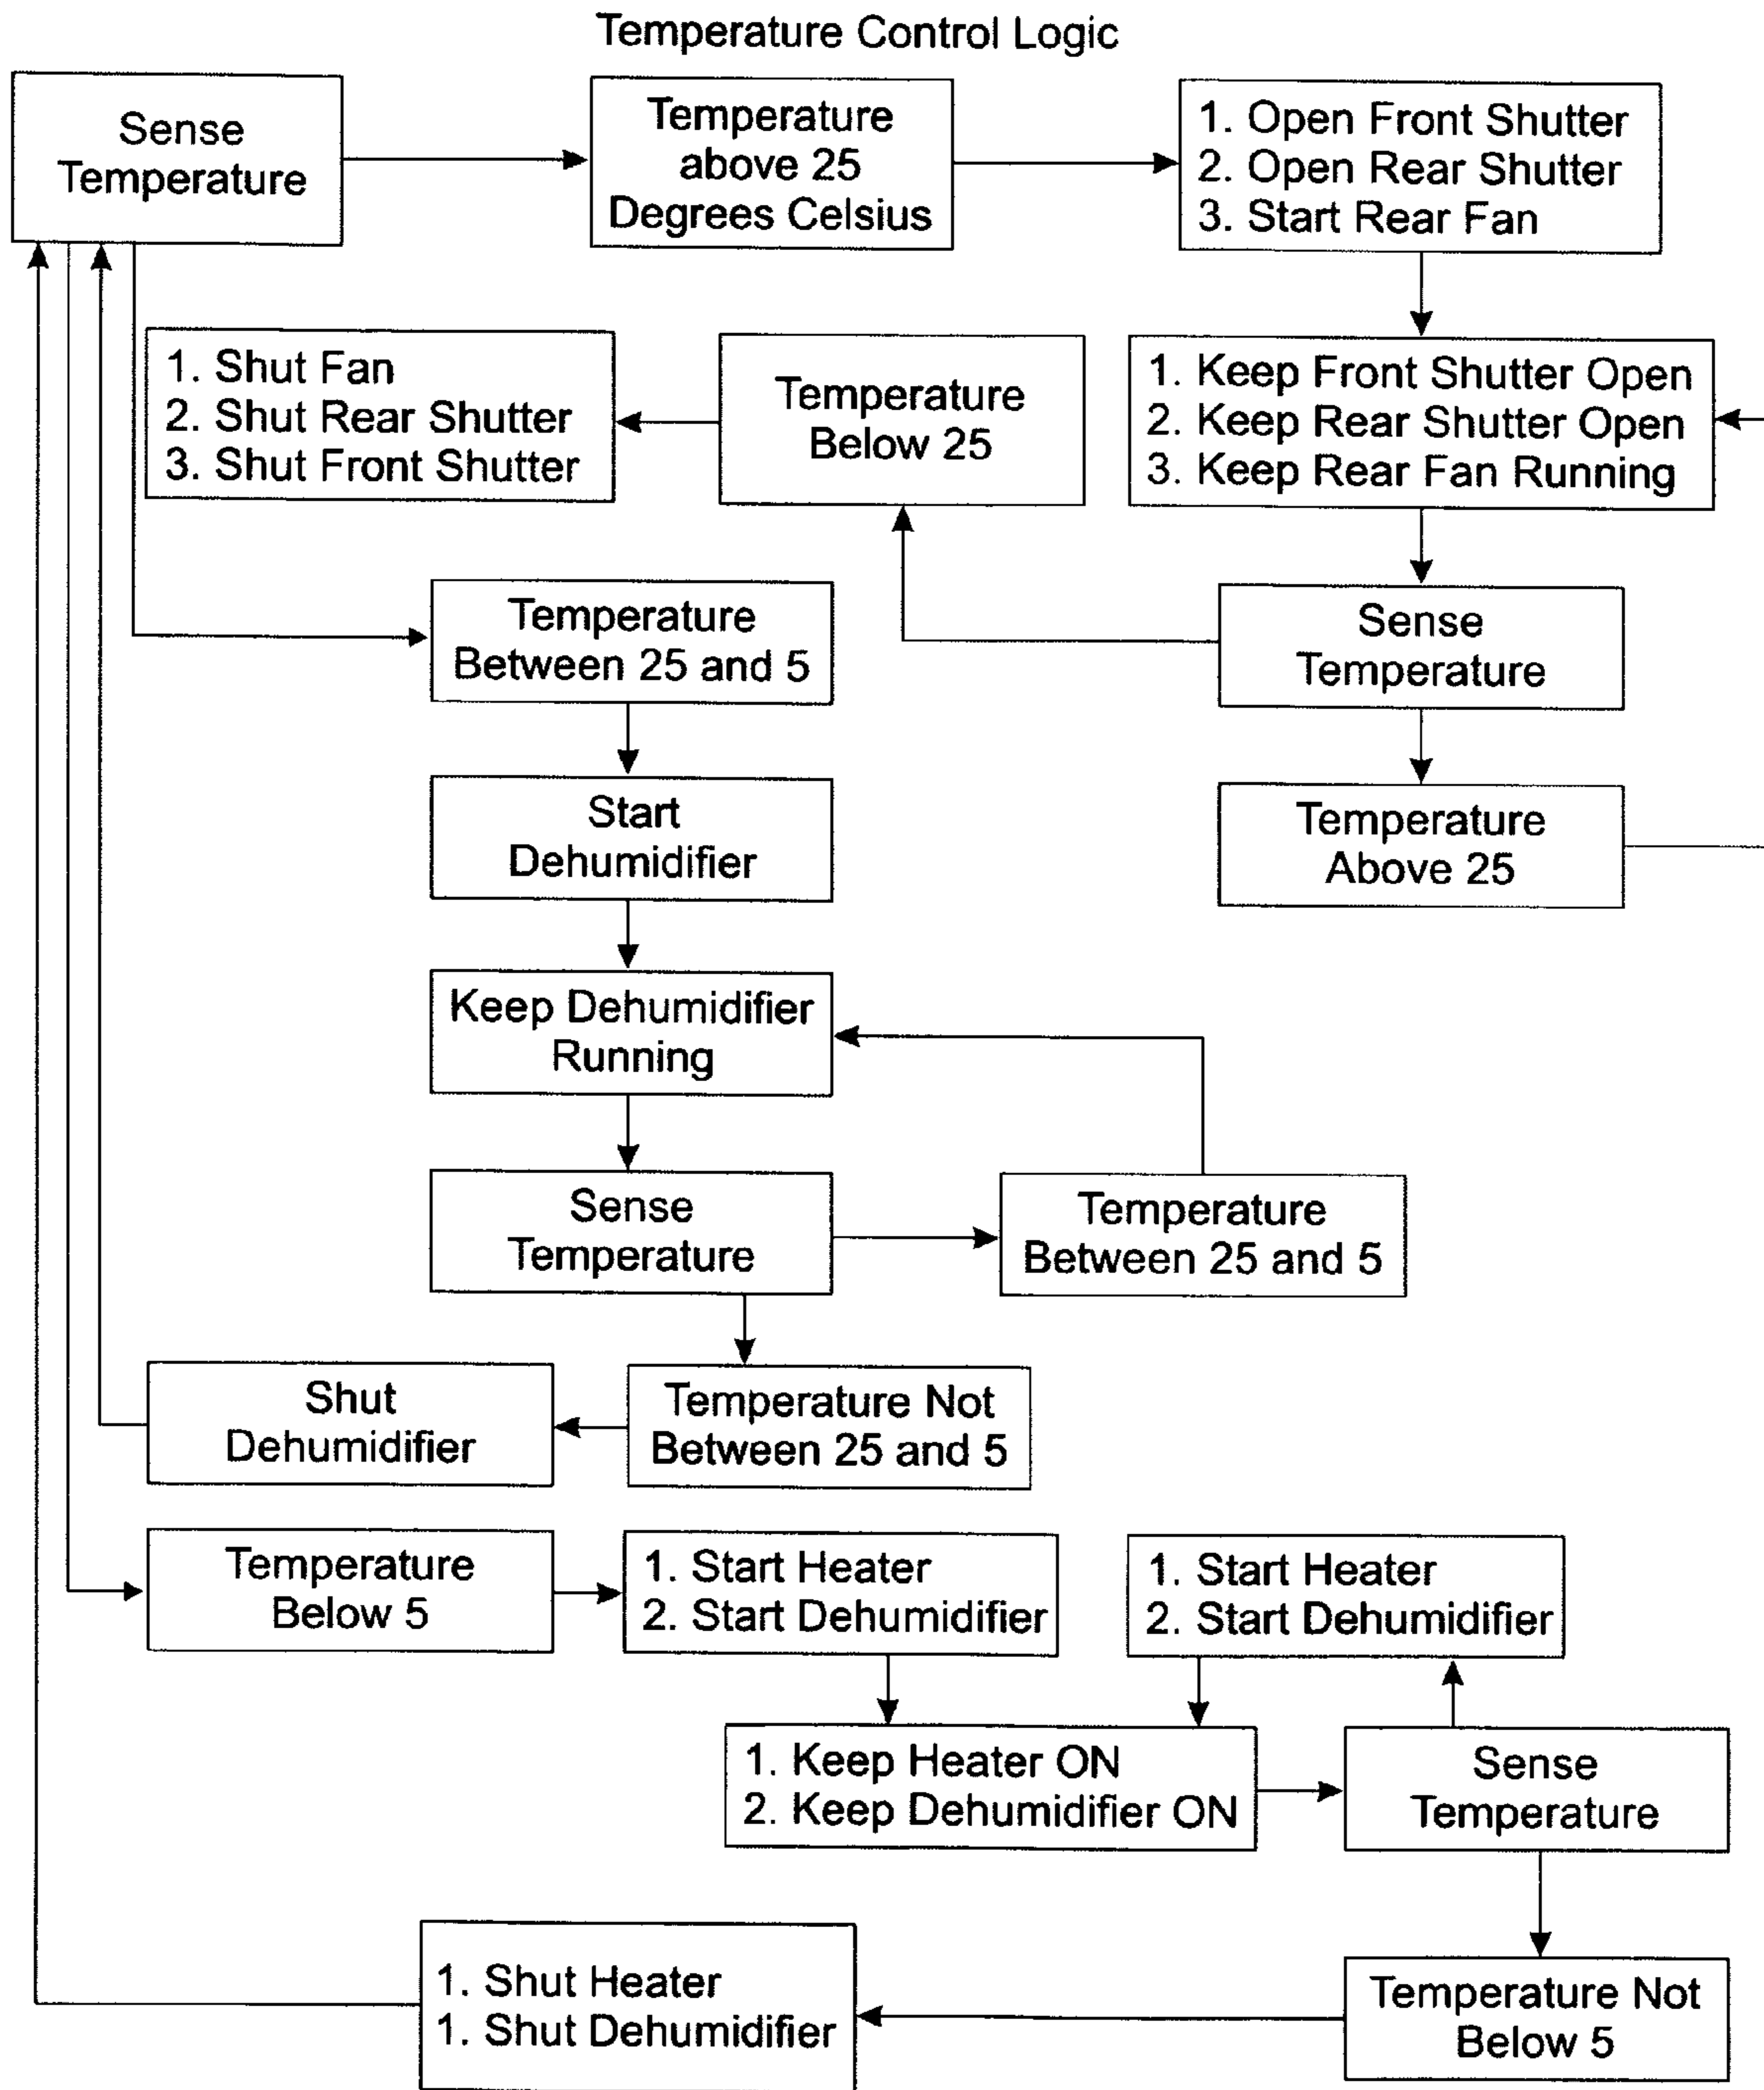 Temperature Control Logic
Sense
Temperature
Temperature
above 25
Degrees Celsius
1. Open Front Shutter
2. Open Rear Shutter
3. Start Rear Fan
1. Shut Fan
2. Shut Rear Shutter
3. Shut Front Shutter
Temperature
Below 25
1. Keep Front Shutter Open
2. Keep Rear Shutter Open
3. Keep Rear Fan Running
Temperature
Between 25 and 5
Sense
Temperature
Start
Dehumidifier
Temperature
Above 25
Keep Dehumidifier
Running
Sense
Temperature
Temperature
Between 25 and 5
Shut
Dehumidifier
Temperature Not
Between 25 and 5
Temperature
Below 5
1. Start Heater
2. Start Dehumidifier
1. Start Heater
2. Start Dehumidifier
1. Keep Heater ON
2. Keep Dehumidifier ON
Sense
Temperature
1. Shut Heater
1. Shut Dehumidifier
Temperature Not
Below 5